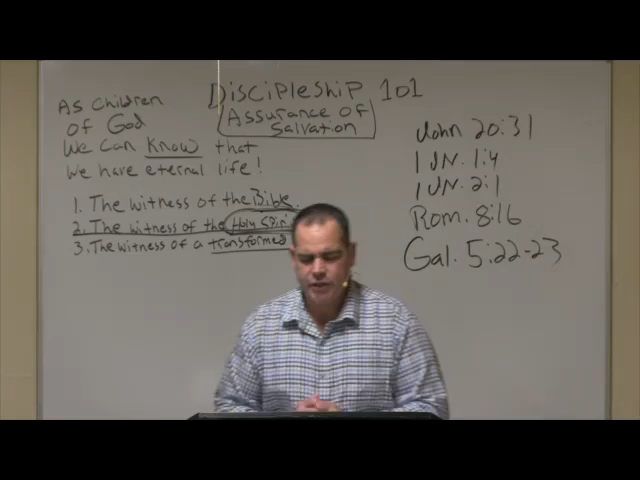 Discipleship 101
Assurance of
Salvation
As Children
of God
We Can Know that
We have eternal life!
1. The witness of the Bible.
2. The witness of the Holy Spiri
3. The witness of a transformed
John 20:31
1 JN. 1:4
1 JN. 2:1
Rom. 8:16
Gal. 5:22-23